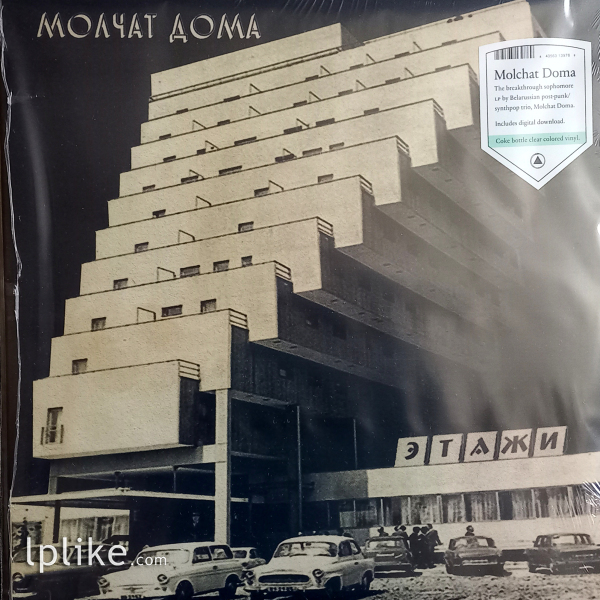 МОЛЧАТ ДОМА
Molchat Doma
The breakthrough sophomore
LP by Belarussian post-punk/
synthpop trio, Molchat Doma.
Includes digital download.
Coke bottle clear colored vinyl.
ЭТАЖИ
lplike.com